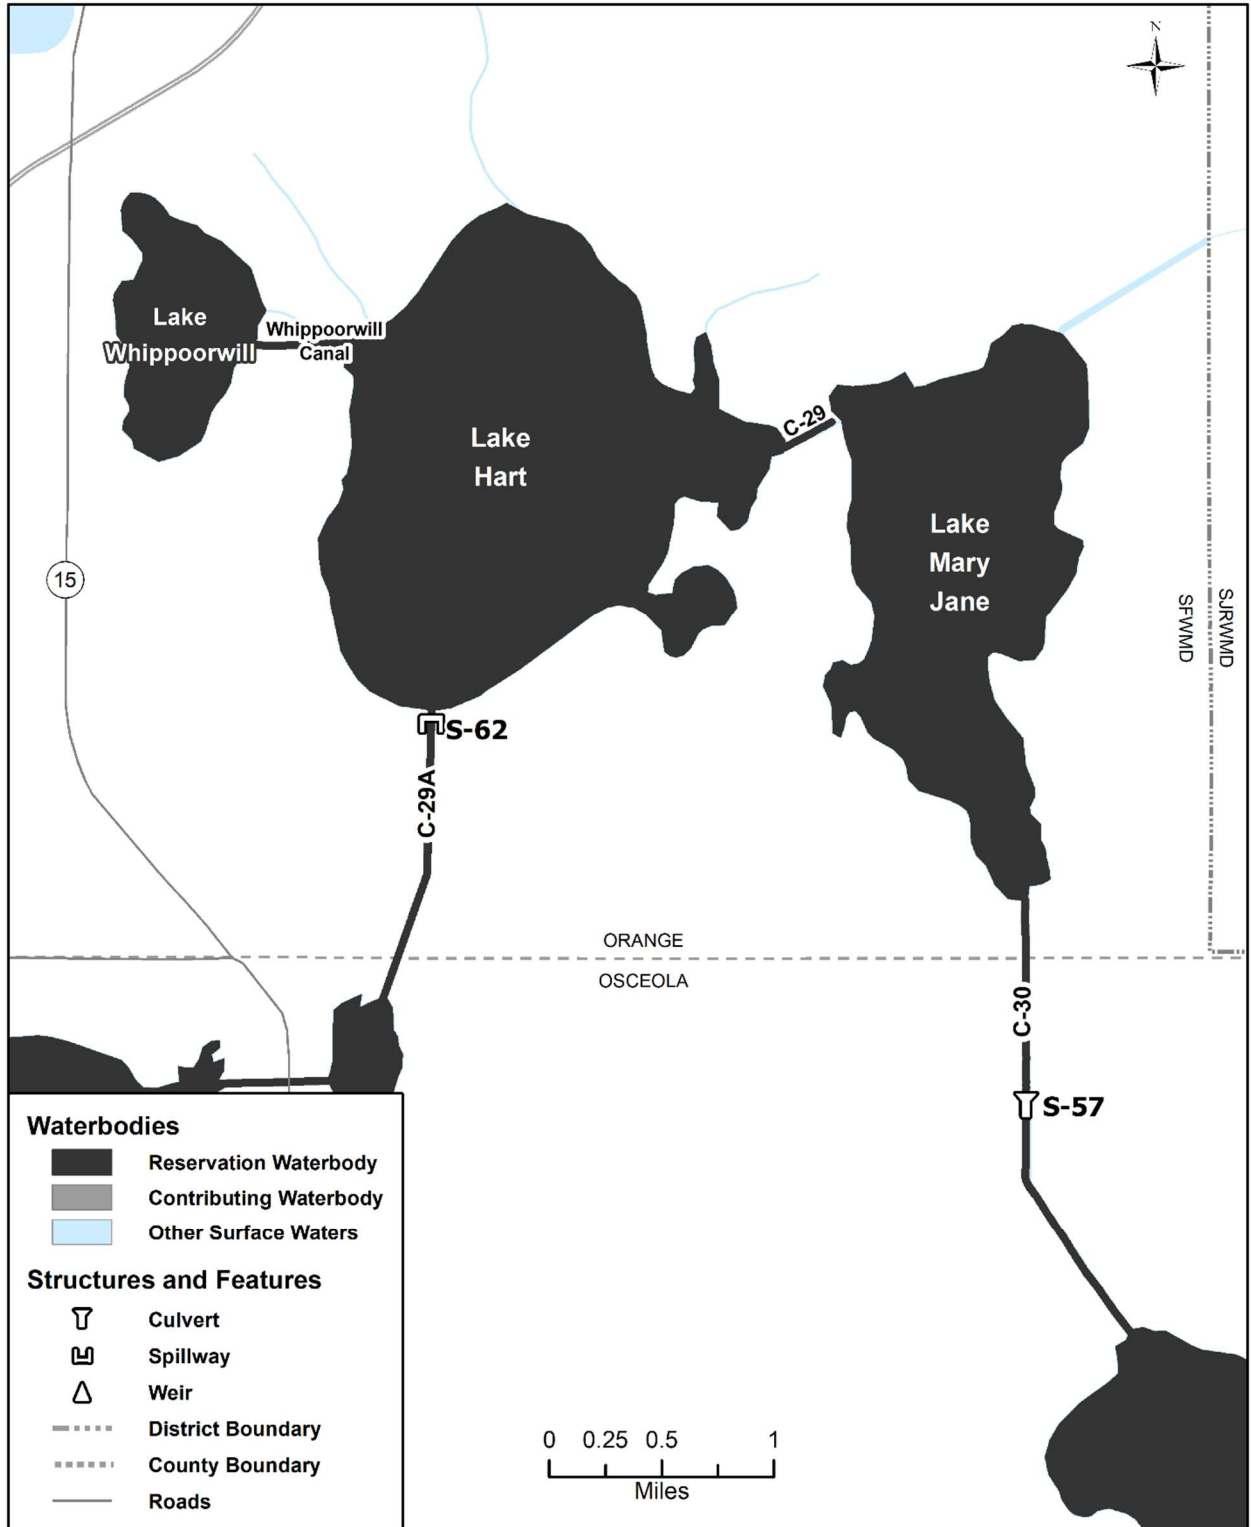 N
Lake
Whippoorwill
Whippoorwill
Canal
Lake
Hart
C-29
Lake
Mary
Jane
15
SFWMD
SJRWMD
S-62
C-29A
ORANGE
OSCEOLA
C-30
S-57
Waterbodies
Reservation Waterbody
Contributing Waterbody
Other Surface Waters
Structures and Features
Culvert
Spillway
Weir
District Boundary
County Boundary
Roads
0 0.25 0.5 1
Miles